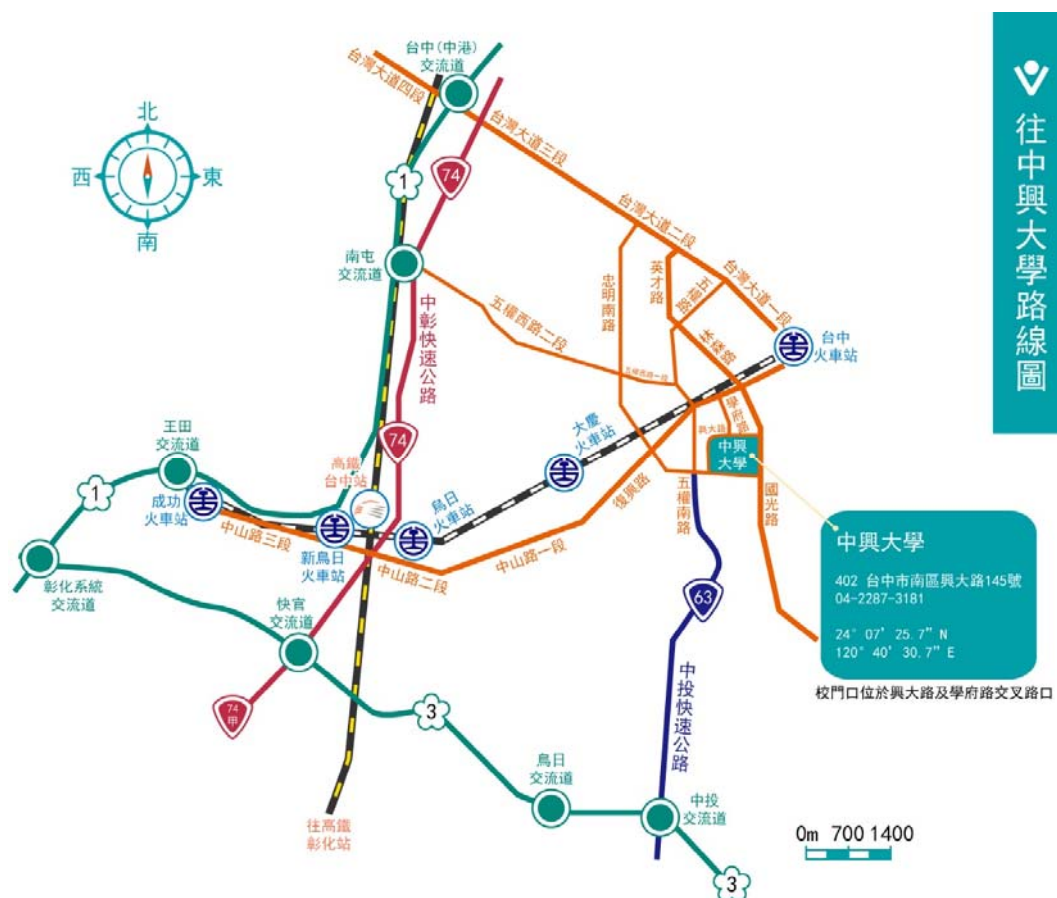 往中興大學路線圖
台中(中港)
交流道
台灣大道四段
台灣大道三段
北
西
東
南
1
74
台灣大道二段
台灣大道一段
南屯
交流道
忠明南路
英才路
五權路
林森路
台中
火車站
中彰快速公路
五權西路二段
五權西路一段
學府路
興大路
中興
大學
74
大慶
火車站
王田
交流道
高鐵
台中站
烏日
火車站
復興路
五權南路
國光路
1
成功
火車站
中山路三段
新烏日
火車站
中山路二段
中山路一段
中興大學
402 台中市南區興大路145號
04-2287-3181
24° 07' 25.7" N
120° 40' 30.7" E
校門口位於興大路及學府路交叉路口
彰化系統
交流道
快官
交流道
63
中投快速公路
74
甲
3
烏日
交流道
中投
交流道
往高鐵
彰化站
0m 700 1400
3